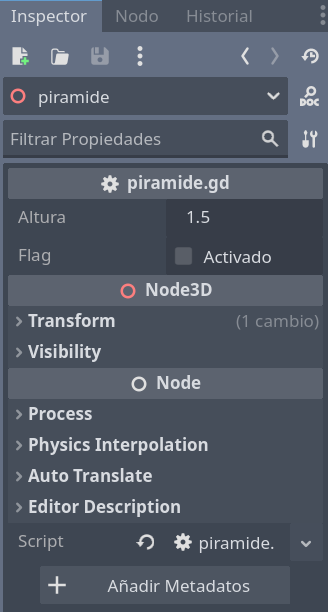 Inspector Nodo Historial
piramide
DOC
Filtrar Propiedades
piramide.gd
Altura 1.5
Flag Activado
Node3D
Transform (1 cambio)
Visibility
Node
Process
Physics Interpolation
Auto Translate
Editor Description
Script piramide.
Añadir Metadatos